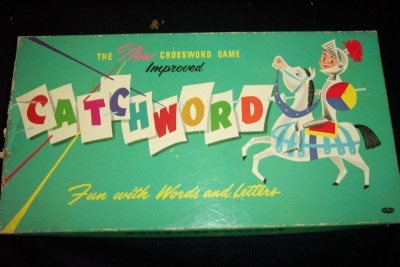 THE New CROSSWORD GAME
Improved
CATCHWORD
Fun with Words and Letters